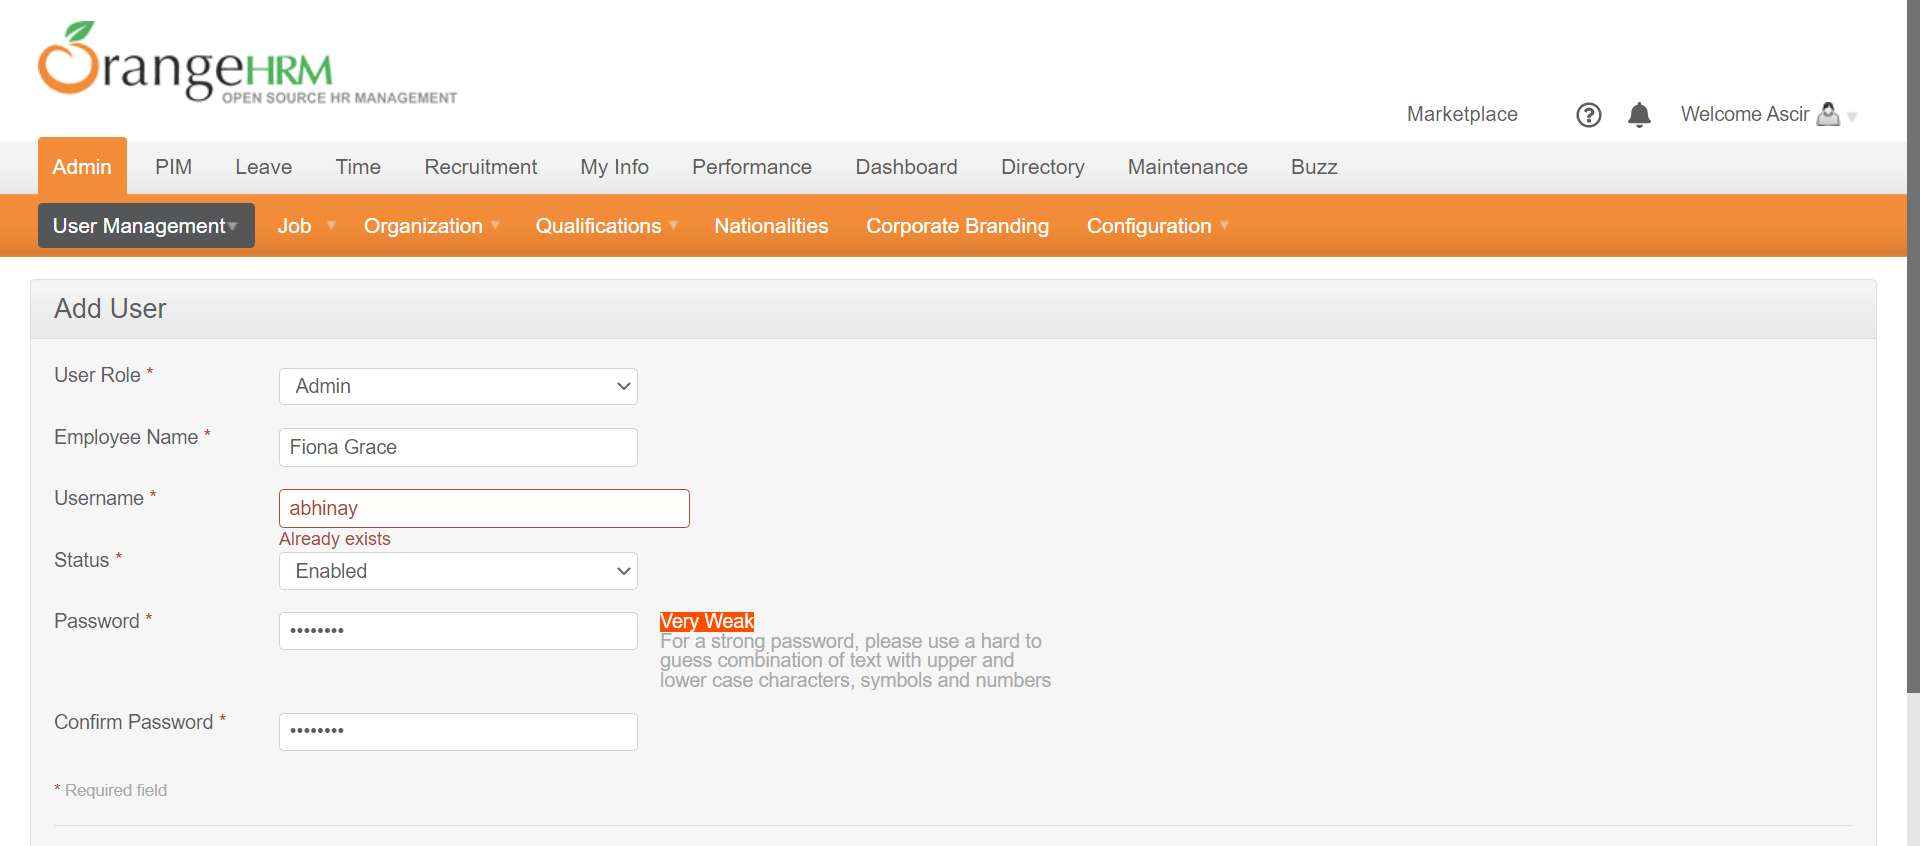 OrangeHRM
OPEN SOURCE HR MANAGEMENT
Marketplace ? Welcome Ascir
Admin PIM Leave Time Recruitment My Info Performance Dashboard Directory Maintenance Buzz
User Management Job Organization Qualifications Nationalities Corporate Branding Configuration
Add User
User Role * Admin
Employee Name * Fiona Grace
Username * abhinay
Already exists
Status * Enabled
Password * ••••••••
Very Weak
For a strong password, please use a hard to
guess combination of text with upper and
lower case characters, symbols and numbers
Confirm Password * ••••••••
* Required field